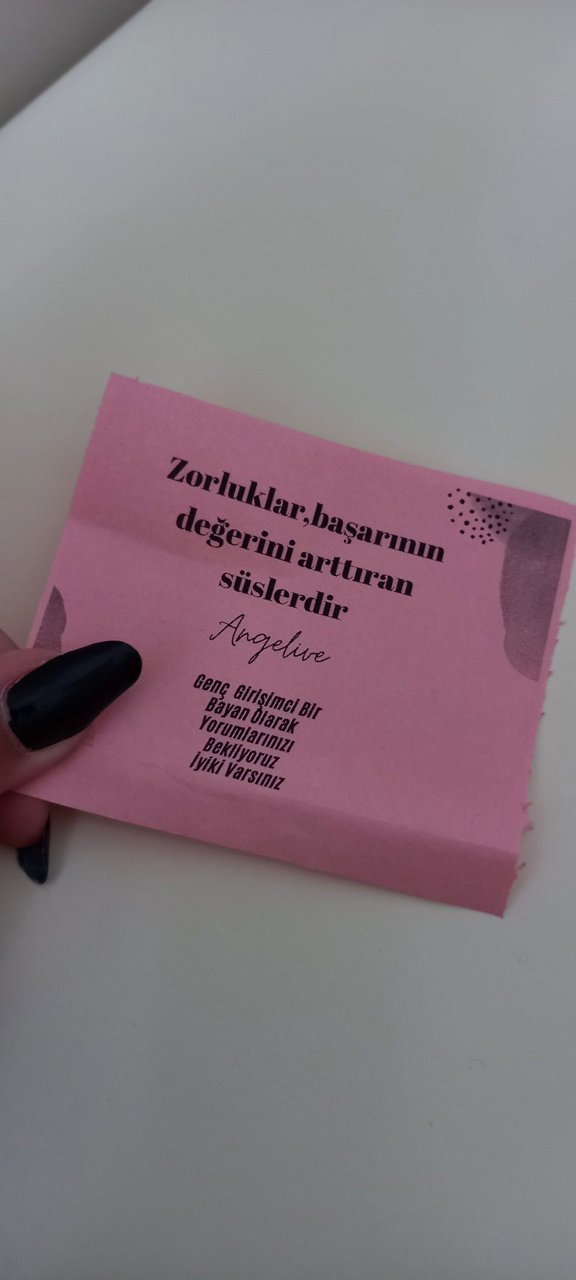 Zorluklar,başarının
değerini arttıran
süslerdir
Angelive
Genç Girişimci Bir
Bayan Olarak
Yorumlarınızı
Bekliyoruz
İyiki Varsınız